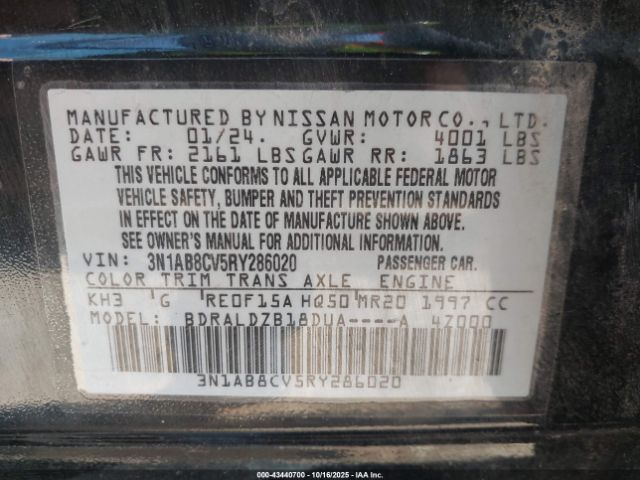 MANUFACTURED BY NISSAN MOTOR CO., LTD.
DATE: 01/24. GVWR: 4001 LBS
GAWR FR: 2161 LBS GAWR RR: 1863 LBS
THIS VEHICLE CONFORMS TO ALL APPLICABLE FEDERAL MOTOR
VEHICLE SAFETY, BUMPER AND THEFT PREVENTION STANDARDS
IN EFFECT ON THE DATE OF MANUFACTURE SHOWN ABOVE.
SEE OWNER'S MANUAL FOR ADDITIONAL INFORMATION.
VIN: 3N1AB8CV5RY286020 PASSENGER CAR.
COLOR TRIM TRANS AXLE ENGINE
KH3 G RE0F15A HQ50 MR20 1997 CC
MODEL: BDRALDZB18DUA----A 4Z000
3N1AB8CV5RY286020
000-43440700 - 10/16/2025 - IAA Inc.